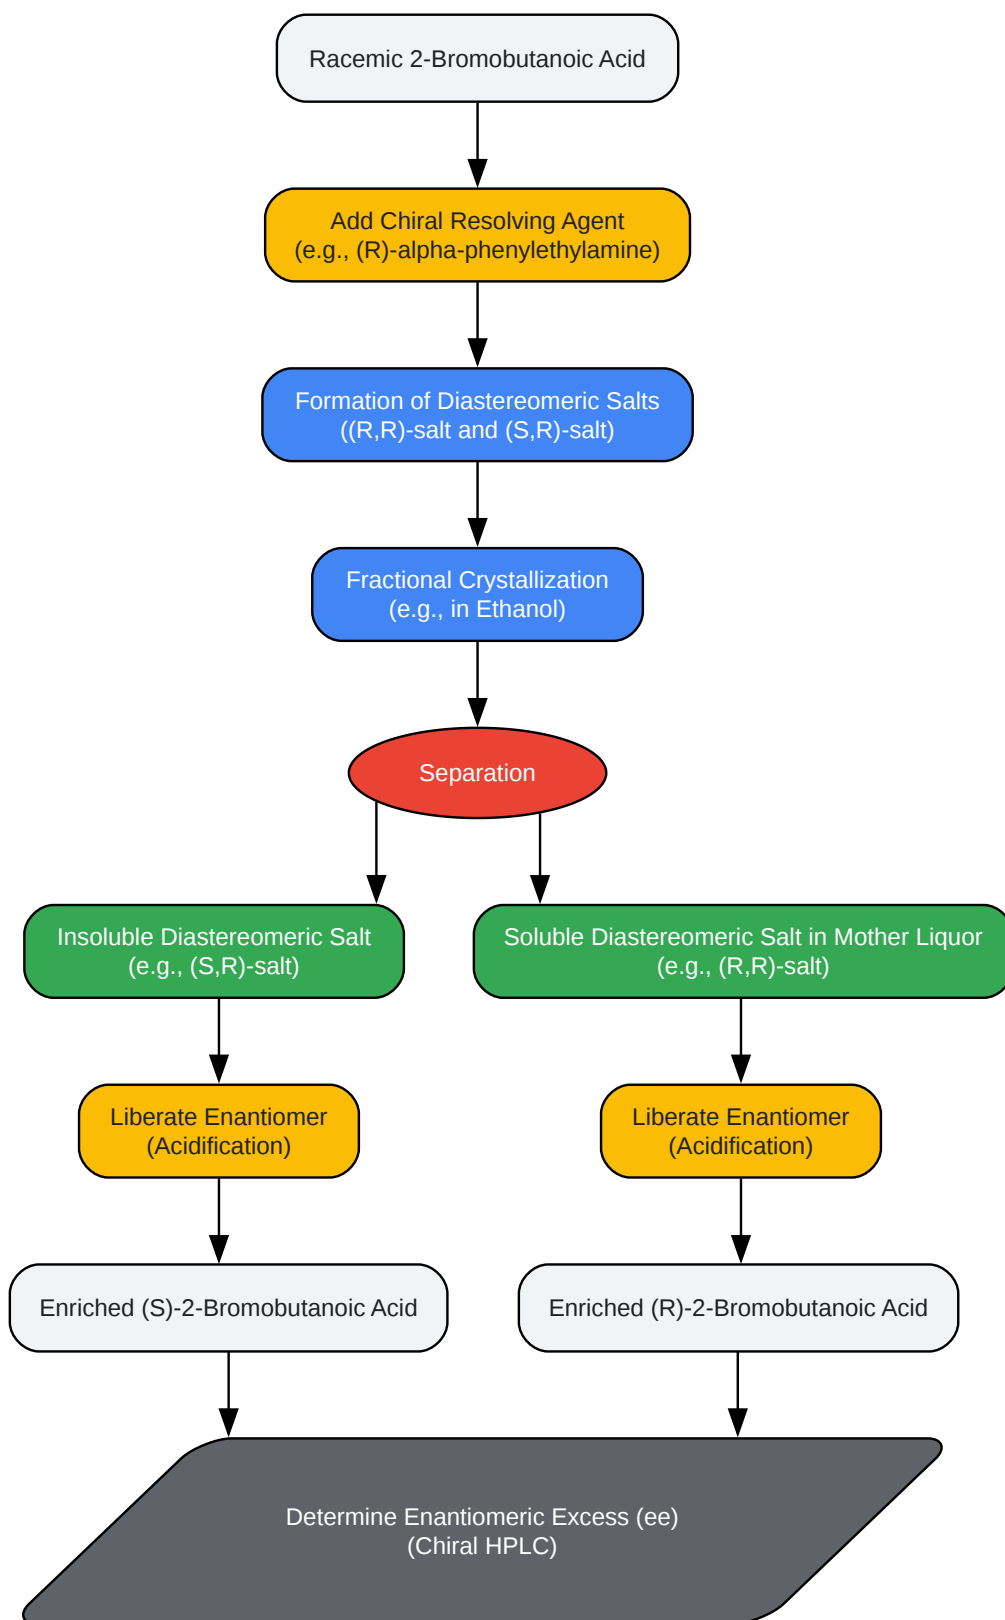 Racemic 2-Bromobutanoic Acid
Add Chiral Resolving Agent
(e.g., (R)-alpha-phenylethylamine)
Formation of Diastereomeric Salts
((R,R)-salt and (S,R)-salt)
Fractional Crystallization
(e.g., in Ethanol)
Separation
Insoluble Diastereomeric Salt
(e.g., (S,R)-salt)
Soluble Diastereomeric Salt in Mother Liquor
(e.g., (R,R)-salt)
Liberate Enantiomer
(Acidification)
Liberate Enantiomer
(Acidification)
Enriched (S)-2-Bromobutanoic Acid
Enriched (R)-2-Bromobutanoic Acid
Determine Enantiomeric Excess (ee)
(Chiral HPLC)